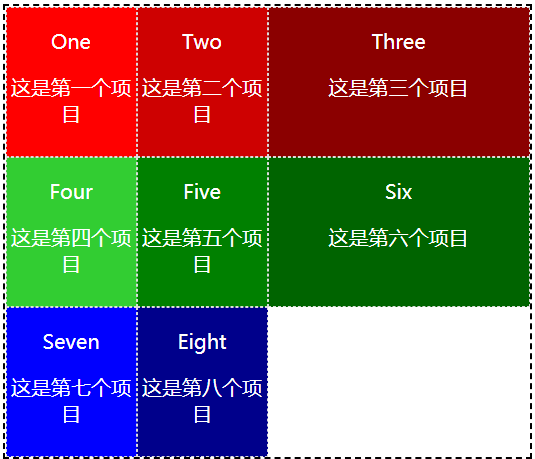 One
这是第一个项
目
Two
这是第二个项
目
Three
这是第三个项目
Four
这是第四个项
目
Five
这是第五个项
目
Six
这是第六个项目
Seven
这是第七个项
目
Eight
这是第八个项
目